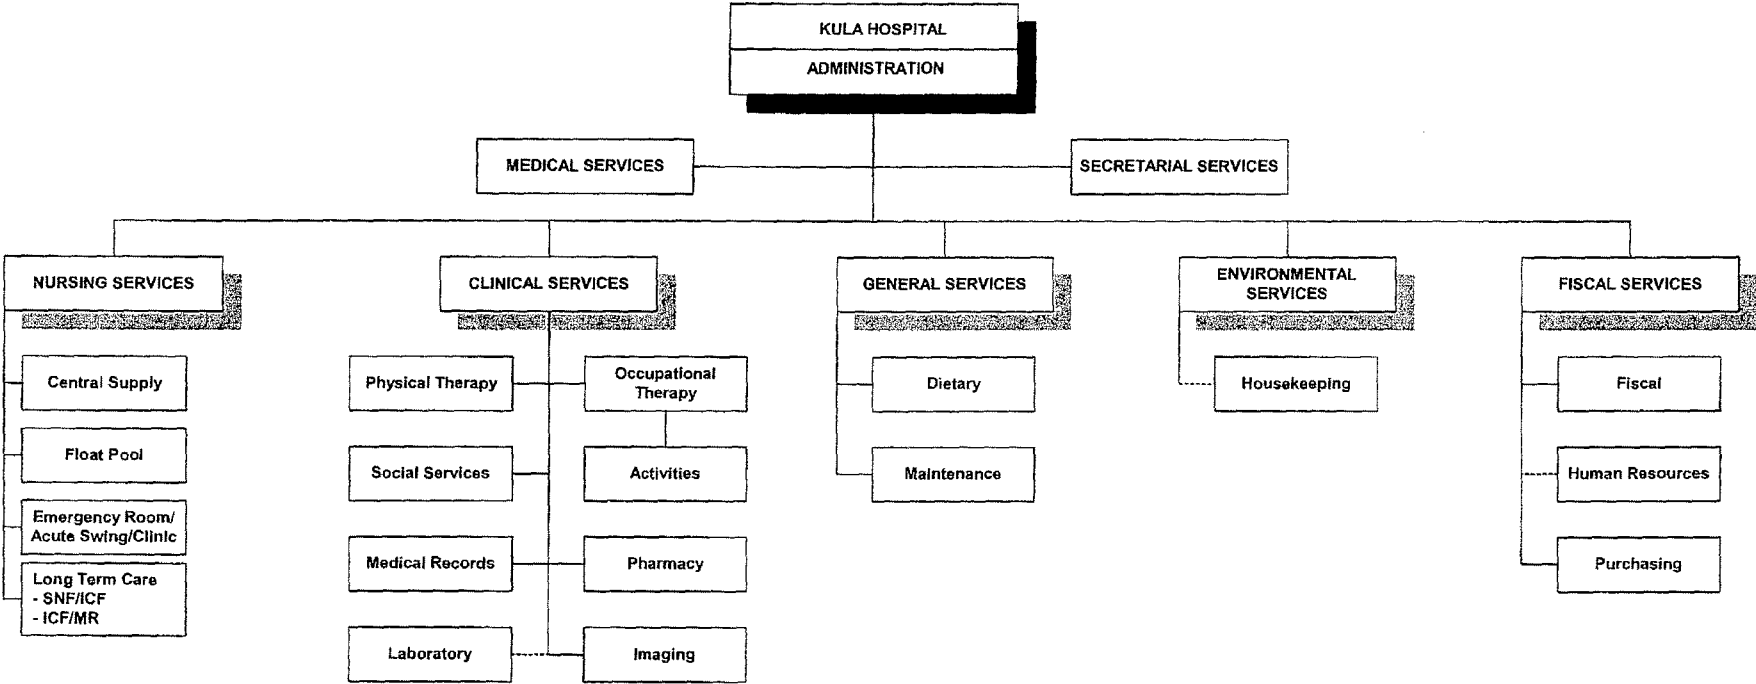 KULA HOSPITAL
ADMINISTRATION
MEDICAL SERVICES
SECRETARIAL SERVICES
NURSING SERVICES
CLINICAL SERVICES
GENERAL SERVICES
ENVIRONMENTAL
SERVICES
FISCAL SERVICES
Central Supply
Float Pool
Emergency Room/
Acute Swing/Clinic
Long Term Care
- SNF/ICF
- ICF/MR
Physical Therapy
Occupational
Therapy
Social Services
Activities
Medical Records
Pharmacy
Laboratory
Imaging
Dietary
Maintenance
Housekeeping
Fiscal
Human Resources
Purchasing